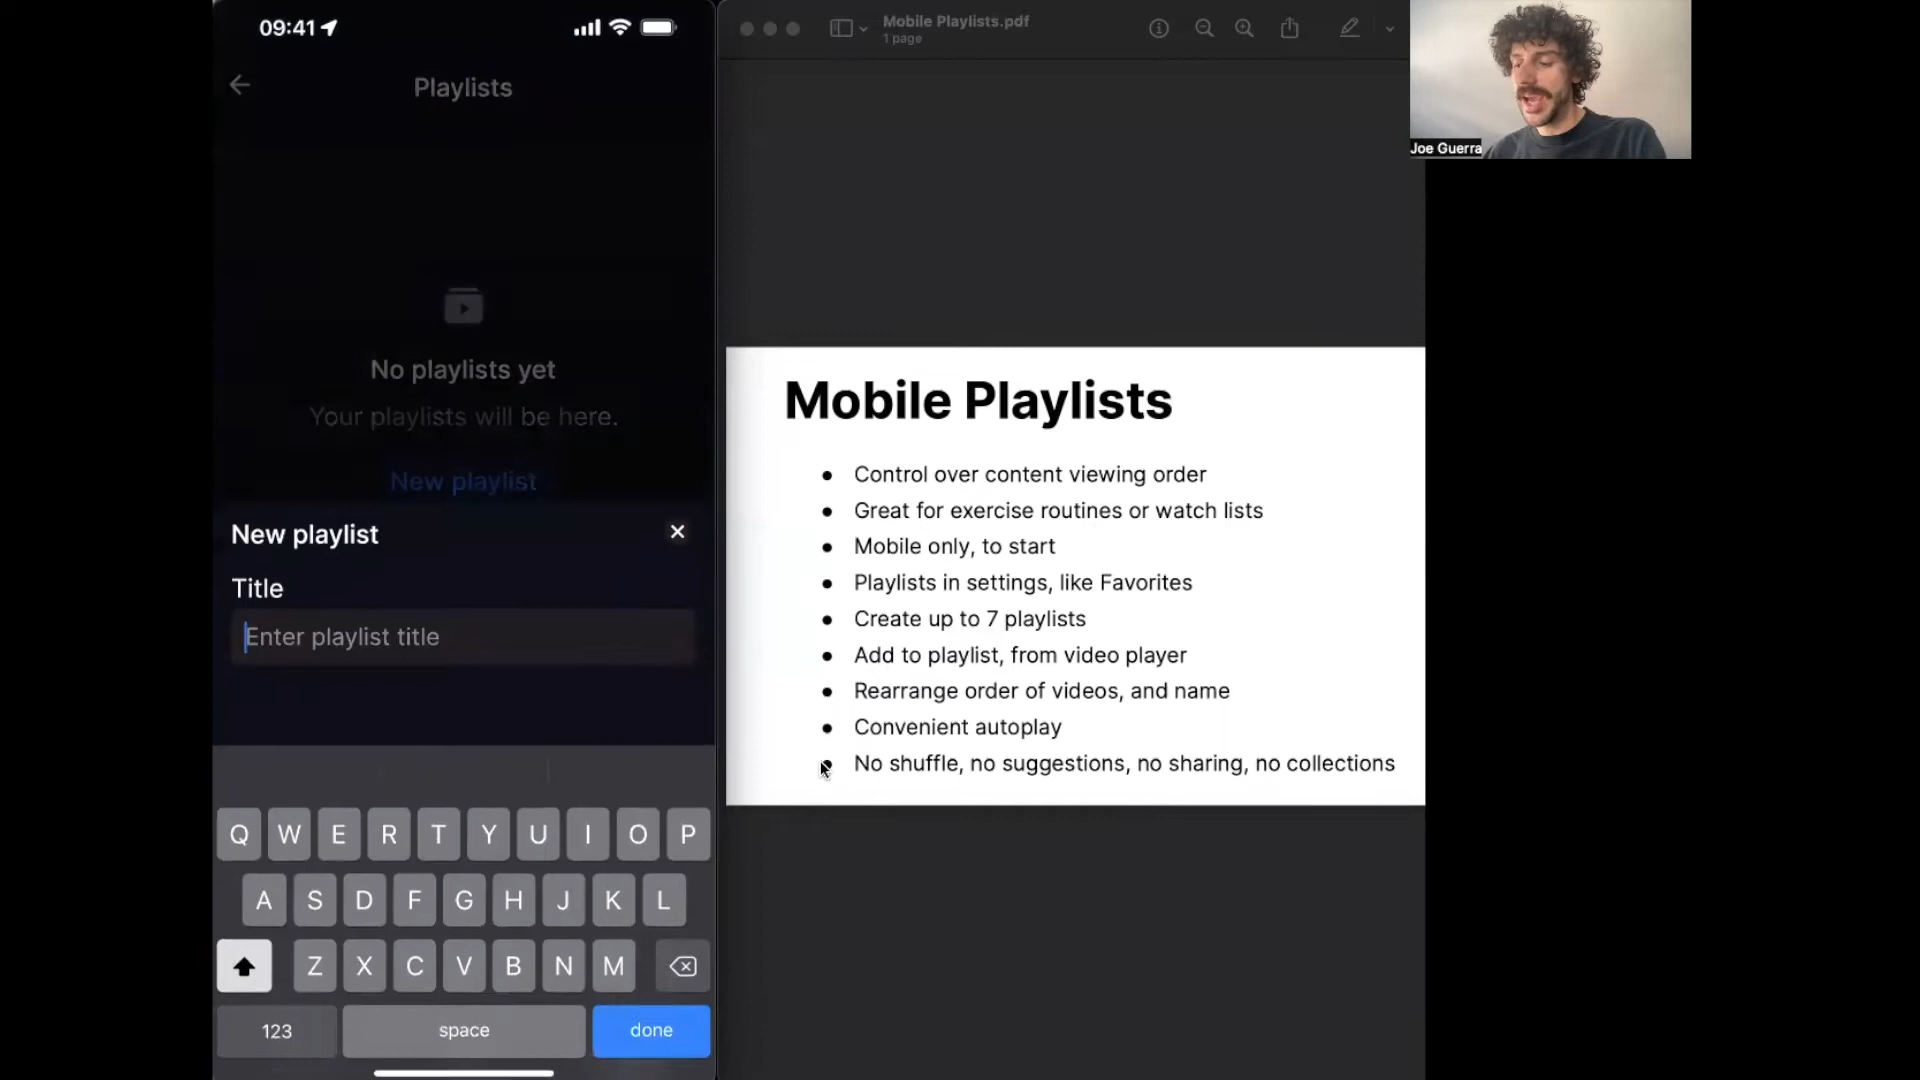 09:41
Playlists
No playlists yet
Your playlists will be here.
New playlist
New playlist
Title
Enter playlist title
Q W E R T Y U I O P
A S D F G H J K L
Z X C V B N M
123 space done
Mobile Playlists.pdf
1 page
Mobile Playlists
• Control over content viewing order
• Great for exercise routines or watch lists
• Mobile only, to start
• Playlists in settings, like Favorites
• Create up to 7 playlists
• Add to playlist, from video player
• Rearrange order of videos, and name
• Convenient autoplay
• No shuffle, no suggestions, no sharing, no collections
Joe Guerra